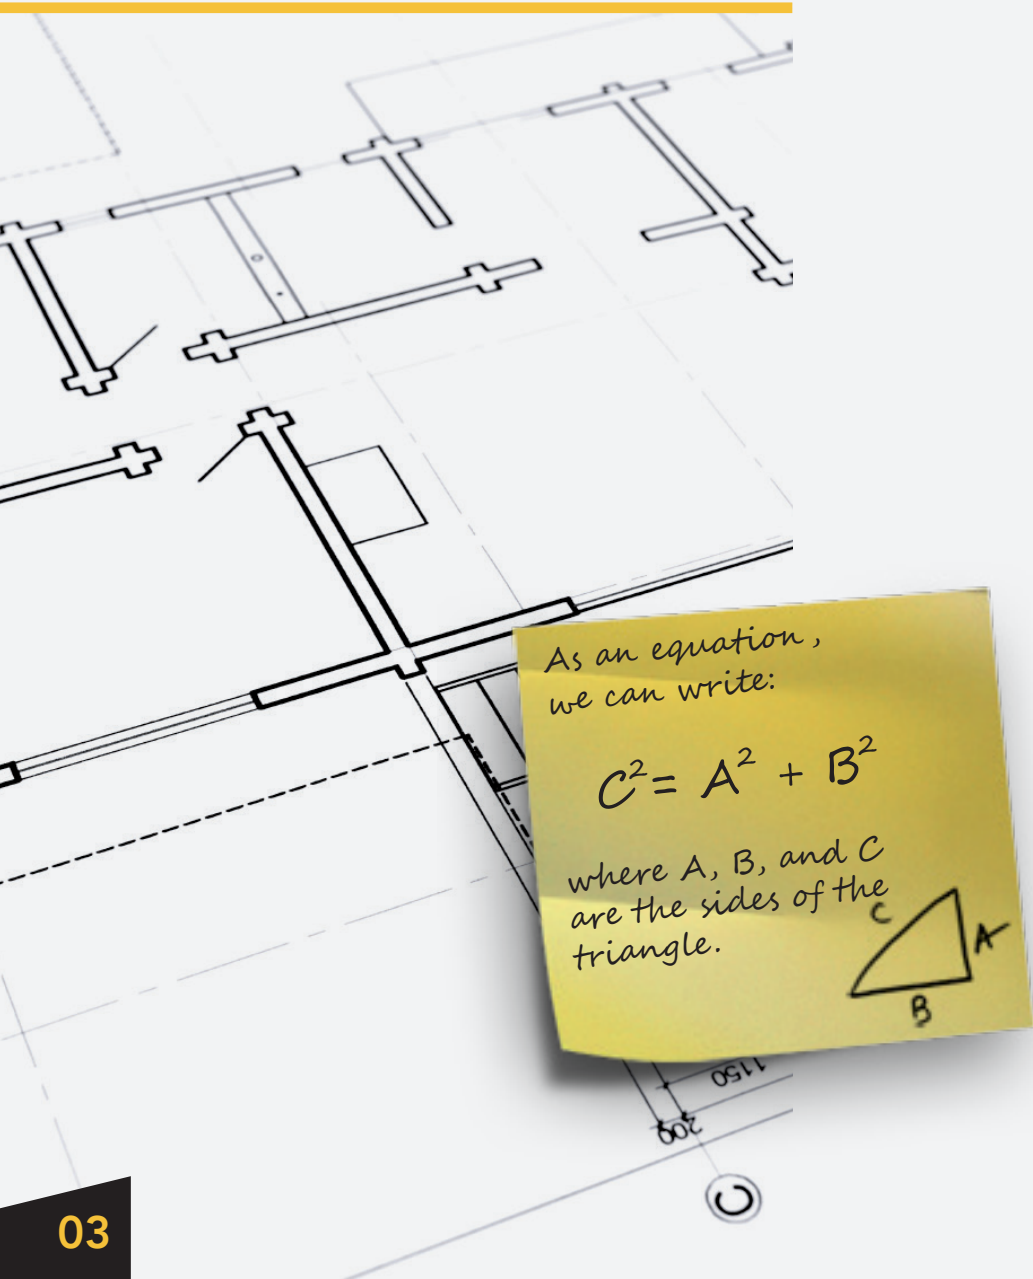 As an equation,
we can write:
C² = A² + B²
where A, B, and C
are the sides of the
triangle.
C
A
B
1150
200
C
03